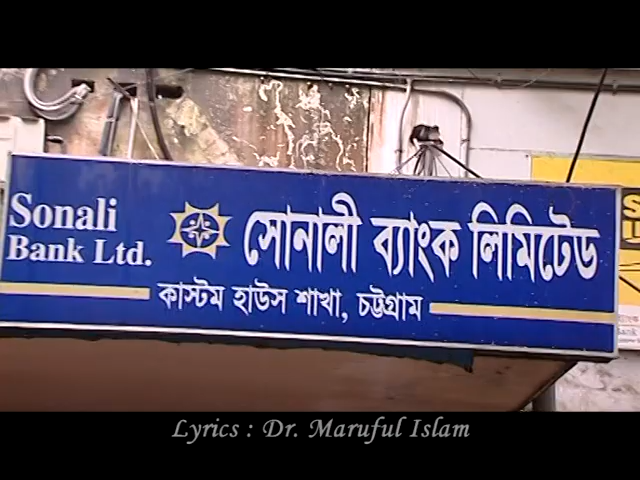 Sonali
Bank Ltd.
সোনালী ব্যাংক লিমিটেড
কাস্টম হাউস শাখা, চট্টগ্রাম
Lyrics : Dr. Maruful Islam